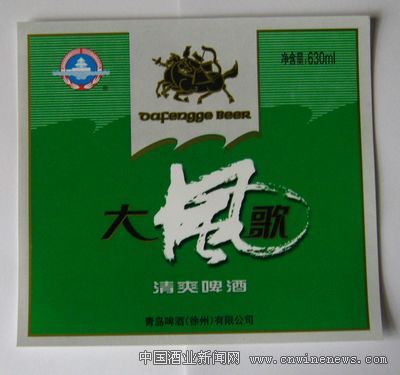 净含量:630ml
DAFENGGE BEER
大風歌
清爽啤酒
青岛啤酒(徐州)有限公司
中国酒业新闻网 www.cnwinenews.com